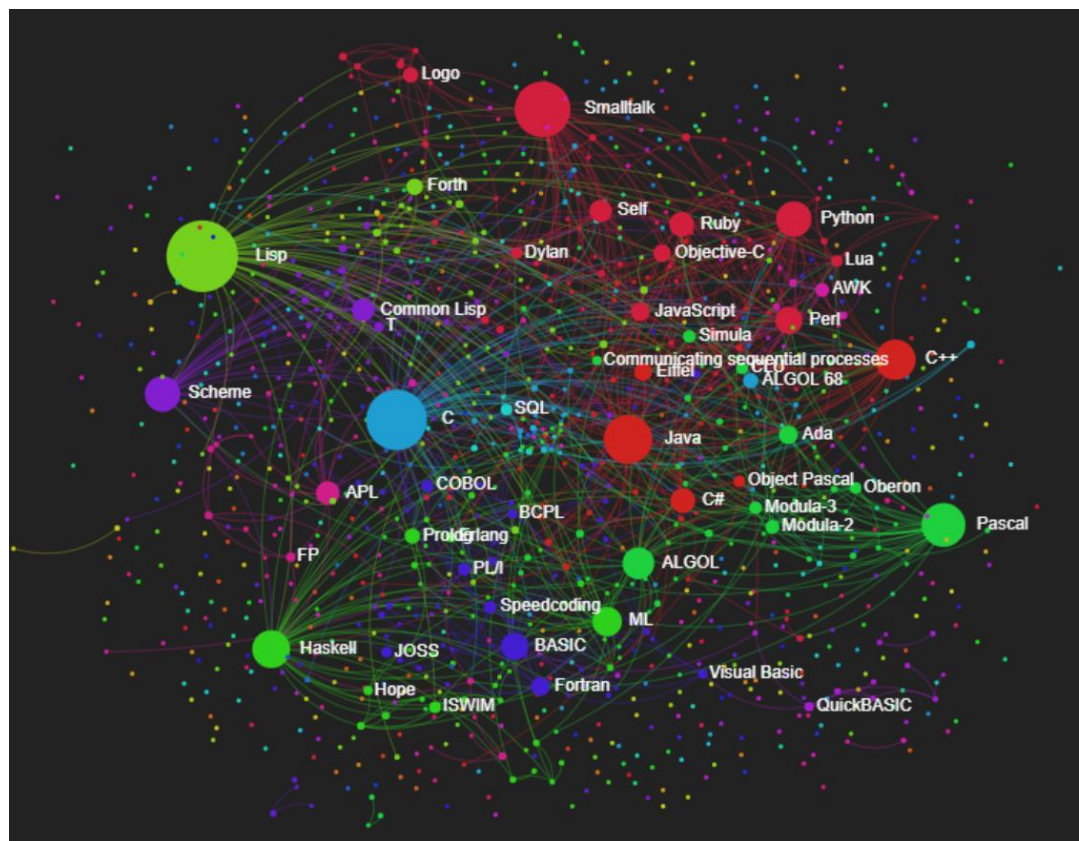 Logo
Smalltalk
Forth
Self
Ruby
Python
Lisp
Dylan
Objective-C
Lua
AWK
Common Lisp
T
JavaScript
Perl
Simula
Communicating sequential processes
C++
CLU
Eiffel
ALGOL 68
Scheme
SQL
C
Java
Ada
COBOL
Object Pascal
Oberon
APL
C#
Modula-3
BCPL
Modula-2
Pascal
Prolog
Erlang
FP
ALGOL
PL/I
Speedcoding
ML
Haskell
JOSS
BASIC
Visual Basic
Hope
Fortran
ISWIM
QuickBASIC